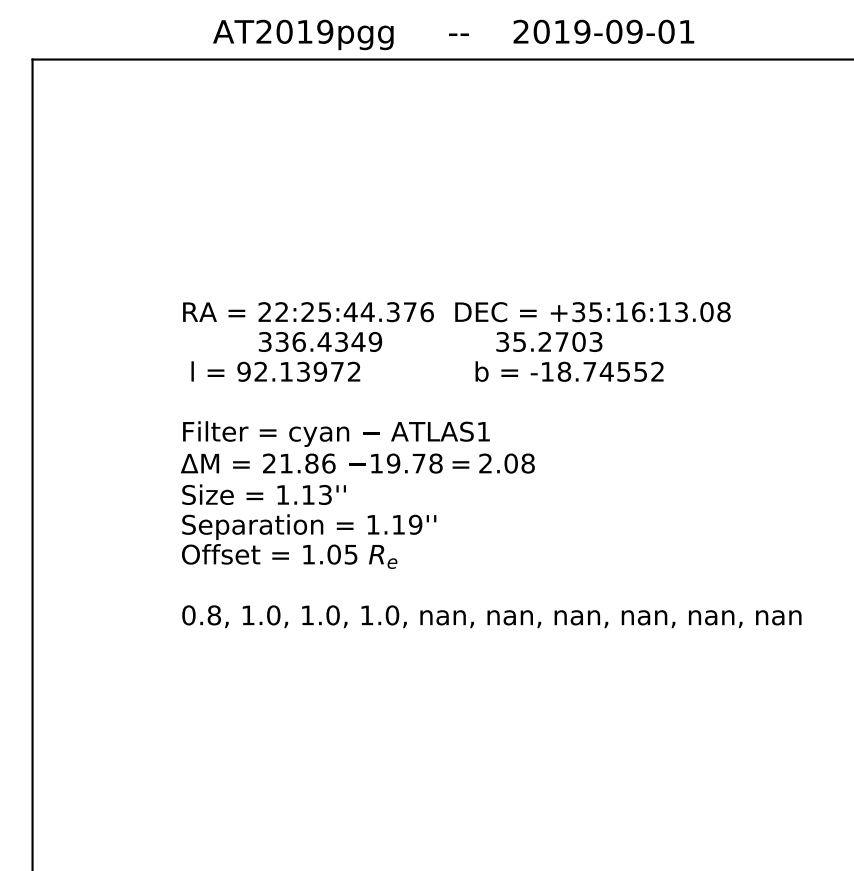 AT2019pgg -- 2019-09-01
RA = 22:25:44.376 DEC = +35:16:13.08
336.4349 35.2703
l = 92.13972 b = -18.74552
Filter = cyan − ATLAS1
ΔM = 21.86 −19.78 = 2.08
Size = 1.13''
Separation = 1.19''
Offset = 1.05 Re
0.8, 1.0, 1.0, 1.0, nan, nan, nan, nan, nan, nan